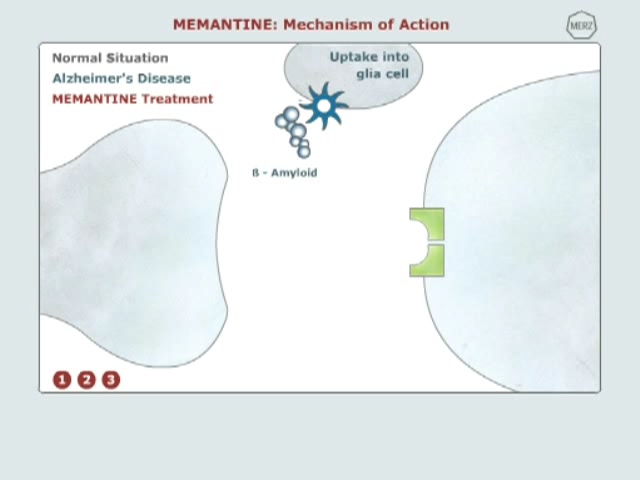 MEMANTINE: Mechanism of Action
MERZ
Normal Situation
Alzheimer's Disease
MEMANTINE Treatment
Uptake into
glia cell
ß - Amyloid
1 2 3